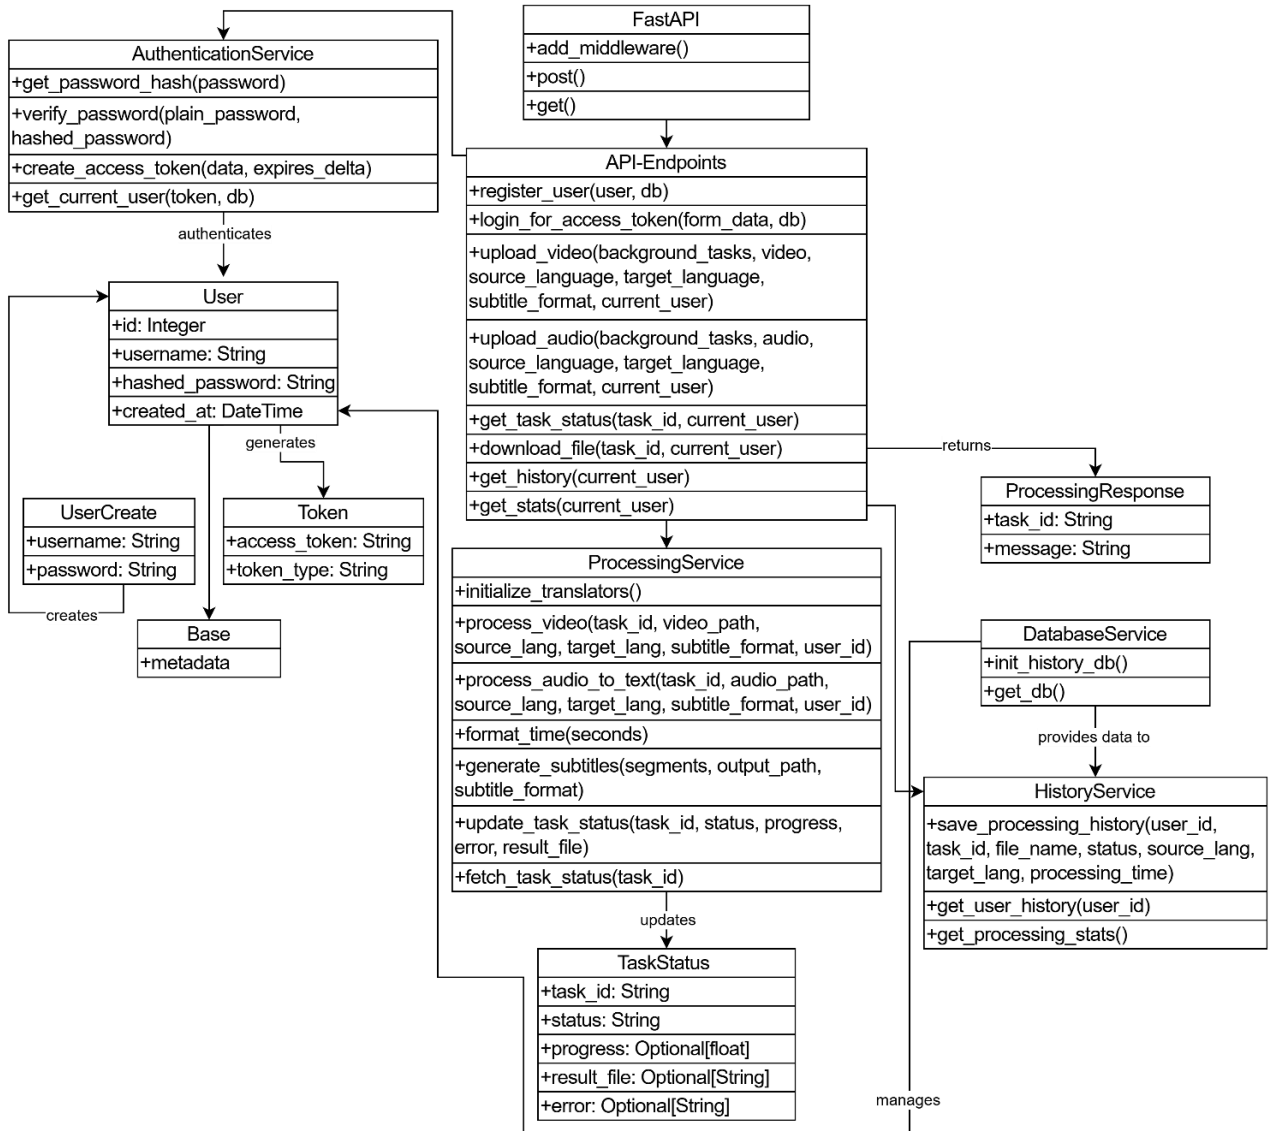 FastAPI
+add_middleware()
+post()
+get()
AuthenticationService
+get_password_hash(password)
+verify_password(plain_password,
hashed_password)
+create_access_token(data, expires_delta)
+get_current_user(token, db)
authenticates
API-Endpoints
+register_user(user, db)
+login_for_access_token(form_data, db)
+upload_video(background_tasks, video,
source_language, target_language,
subtitle_format, current_user)
+upload_audio(background_tasks, audio,
source_language, target_language,
subtitle_format, current_user)
+get_task_status(task_id, current_user)
+download_file(task_id, current_user)
+get_history(current_user)
+get_stats(current_user)
User
+id: Integer
+username: String
+hashed_password: String
+created_at: DateTime
generates
returns
ProcessingResponse
+task_id: String
+message: String
UserCreate
+username: String
+password: String
creates
Token
+access_token: String
+token_type: String
Base
+metadata
ProcessingService
+initialize_translators()
+process_video(task_id, video_path,
source_lang, target_lang, subtitle_format, user_id)
+process_audio_to_text(task_id, audio_path,
source_lang, target_lang, subtitle_format, user_id)
+format_time(seconds)
+generate_subtitles(segments, output_path,
subtitle_format)
+update_task_status(task_id, status, progress,
error, result_file)
+fetch_task_status(task_id)
updates
DatabaseService
+init_history_db()
+get_db()
provides data to
HistoryService
+save_processing_history(user_id,
task_id, file_name, status, source_lang,
target_lang, processing_time)
+get_user_history(user_id)
+get_processing_stats()
TaskStatus
+task_id: String
+status: String
+progress: Optional[float]
+result_file: Optional[String]
+error: Optional[String]
manages